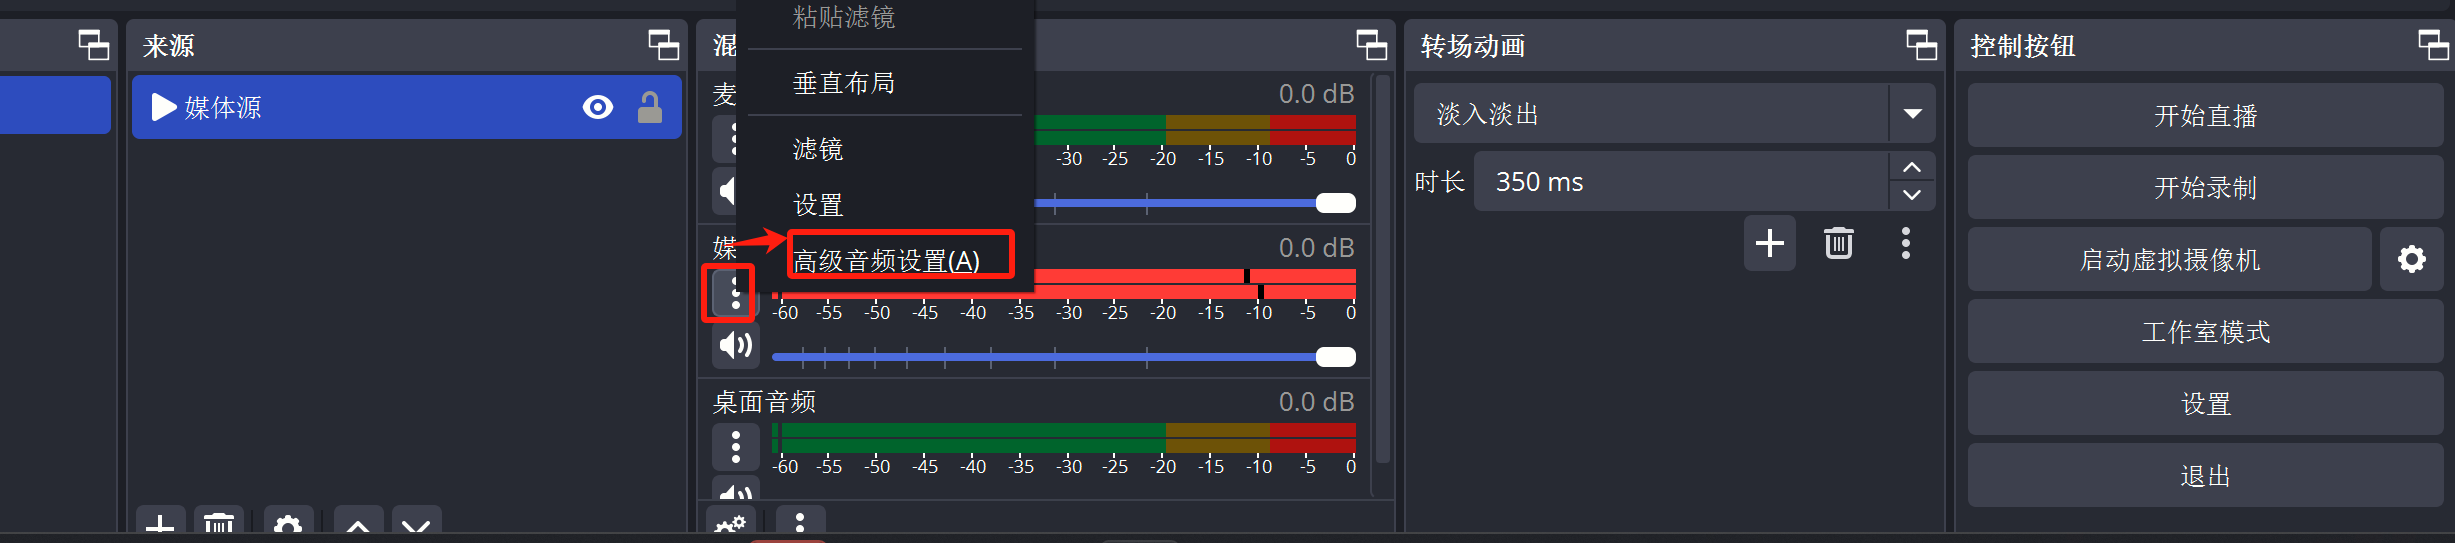 来源
媒体源
混
粘贴滤镜
垂直布局
滤镜
设置
高级音频设置(A)
麦
0.0 dB
-30 -25 -20 -15 -10 -5 0
媒
0.0 dB
-60 -55 -50 -45 -40 -35 -30 -25 -20 -15 -10 -5 0
桌面音频
0.0 dB
-60 -55 -50 -45 -40 -35 -30 -25 -20 -15 -10 -5 0
转场动画
淡入淡出
时长
350 ms
控制按钮
开始直播
开始录制
启动虚拟摄像机
工作室模式
设置
退出